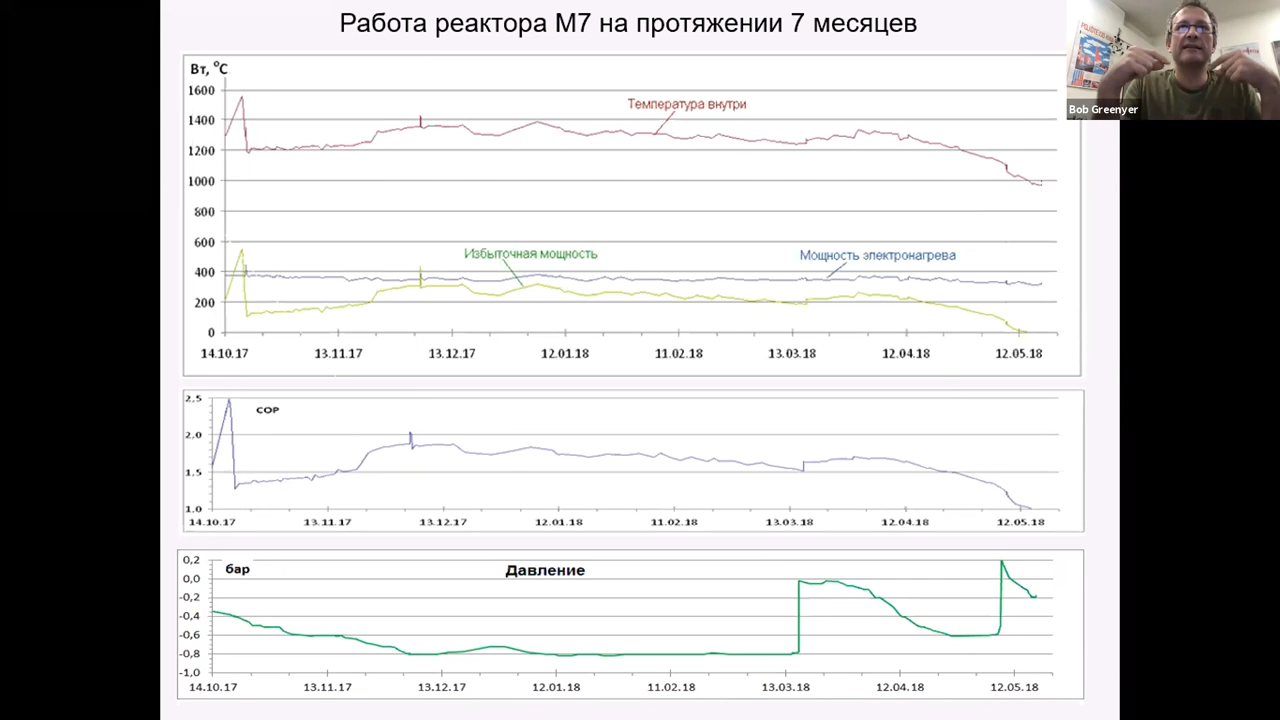 Работа реактора М7 на протяжении 7 месяцев
Bob Greenyer
Вт, °С
1600
1400
1200
1000
800
600
400
200
0
Температура внутри
Избыточная мощность
Мощность электронагрева
14.10.17 13.11.17 13.12.17 12.01.18 11.02.18 13.03.18 12.04.18 12.05.18
COP
2,5
2.0
1.5
1.0
14.10.17 13.11.17 13.12.17 12.01.18 11.02.18 13.03.18 12.04.18 12.05.18
бар
Давление
0,2
0,0
-0,2
-0,4
-0,6
-0,8
-1,0
14.10.17 13.11.17 13.12.17 12.01.18 11.02.18 13.03.18 12.04.18 12.05.18